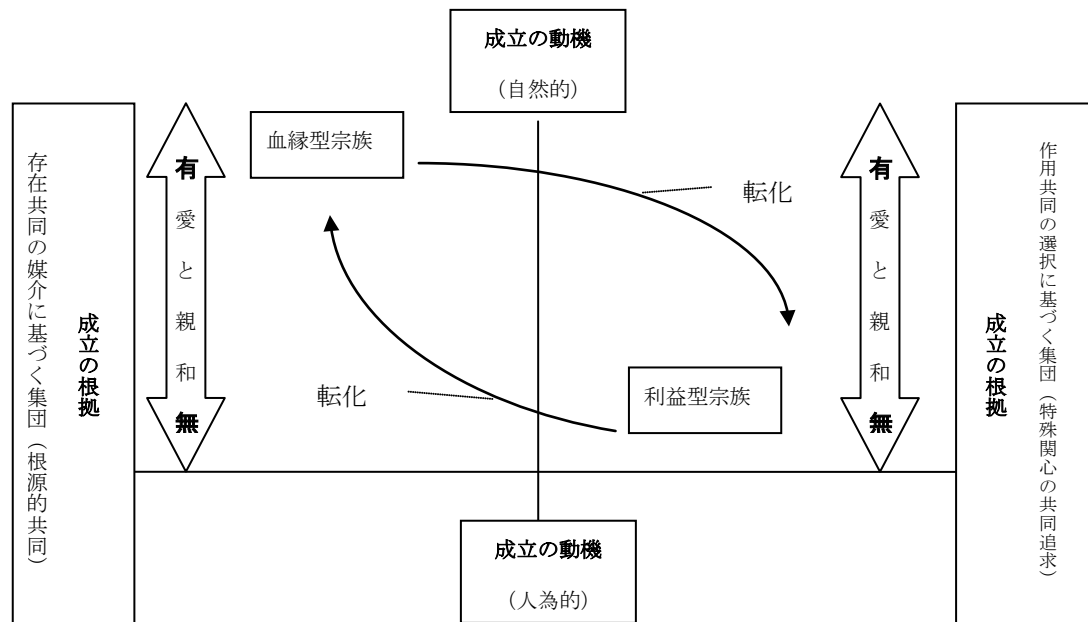 成立の動機
（自然的）
血縁型宗族
転化
有
愛と親和
無
有
愛と親和
無
存在共同の媒介に基づく集団（根源的共同）
成立の根拠
作用共同の選択に基づく集団（特殊関心の共同追求）
成立の根拠
転化
利益型宗族
成立の動機
（人為的）